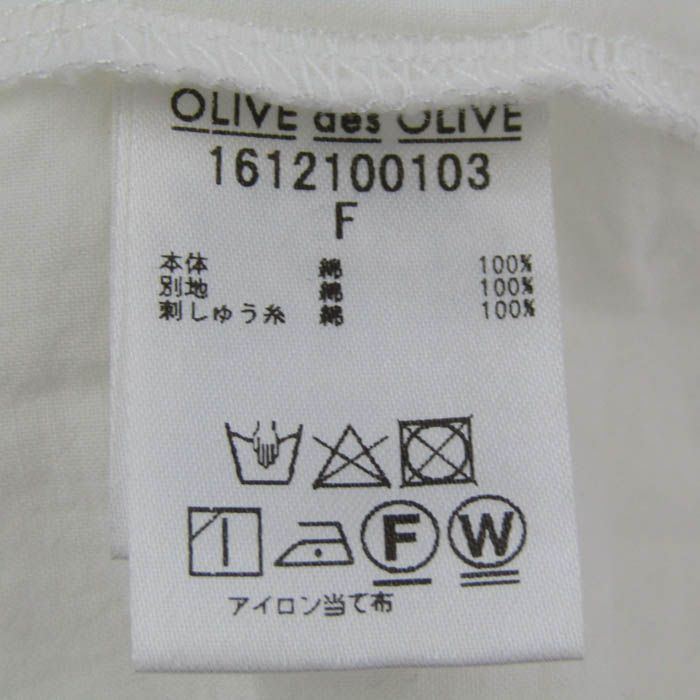 OLIVE des OLIVE
1612100103
F
本体 綿 100%
別地 綿 100%
刺しゅう糸 綿 100%
F W
アイロン当て布